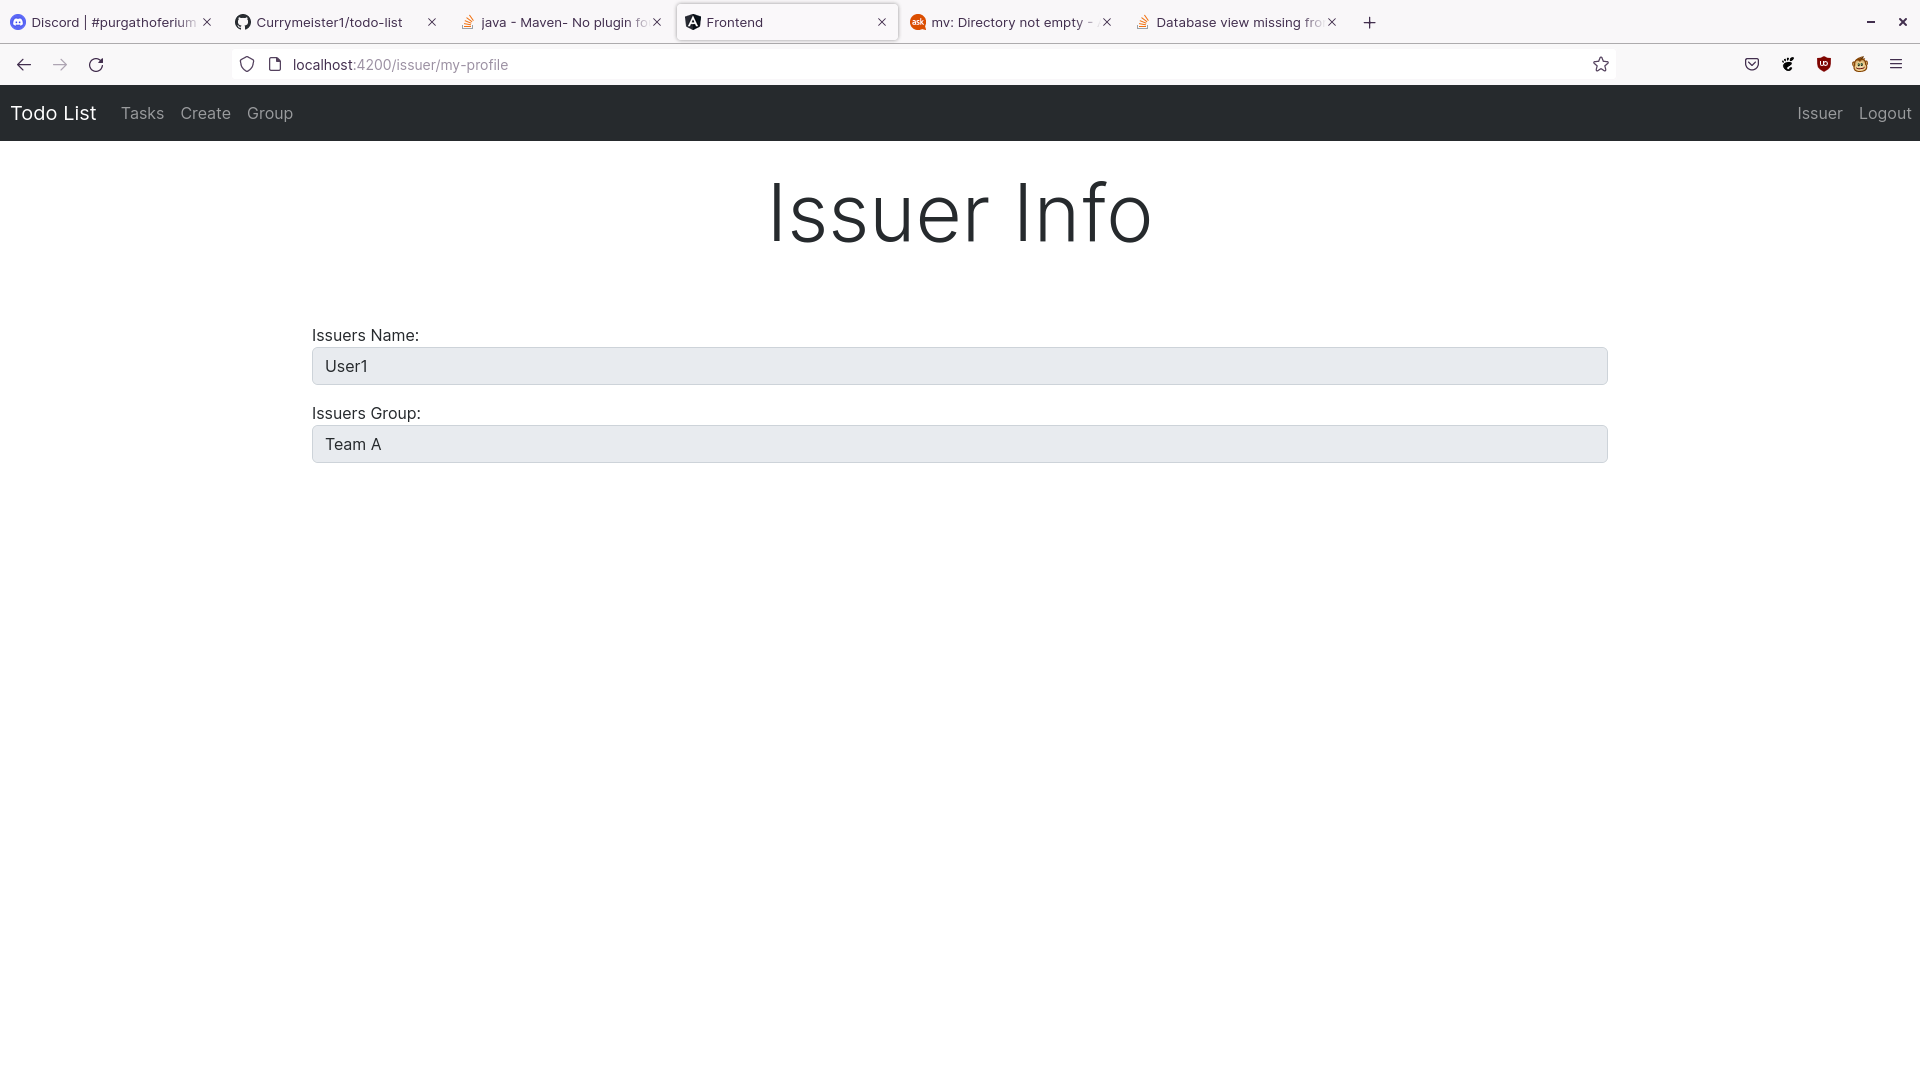 Discord | #purgathoferium
Currymeister1/todo-list
java - Maven- No plugin fo
Frontend
mv: Directory not empty -
Database view missing fro
localhost:4200/issuer/my-profile
Todo List Tasks Create Group Issuer Logout
Issuer Info
Issuers Name:
User1
Issuers Group:
Team A